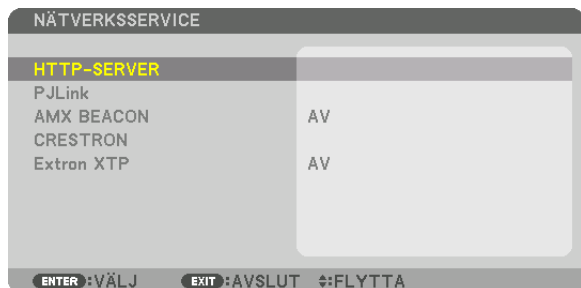 NÄTVERKSSERVICE
HTTP-SERVER
PJLink
AMX BEACON AV
CRESTRON
Extron XTP AV
ENTER :VÄLJ EXIT :AVSLUT ♦:FLYTTA